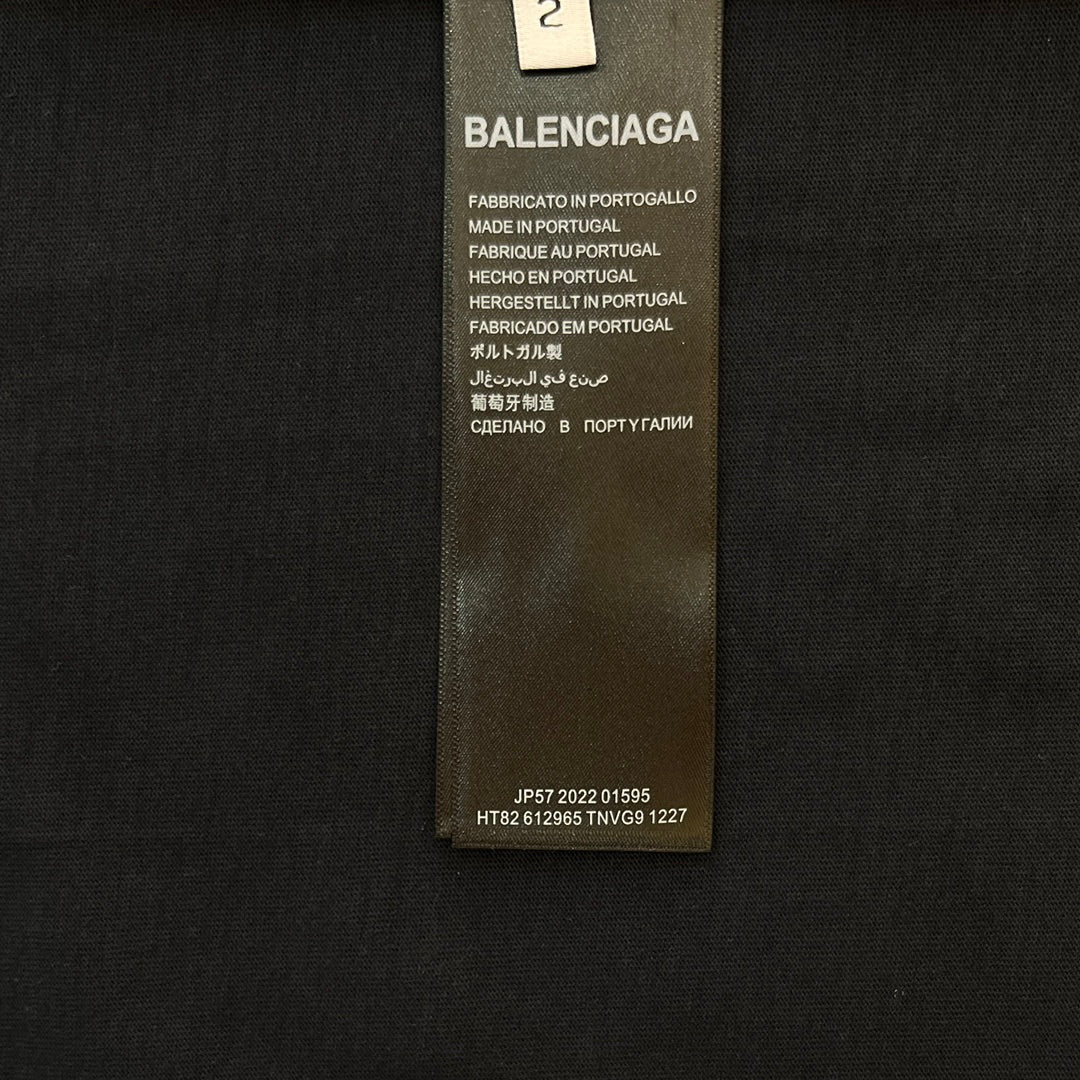 2
BALENCIAGA
FABBRICATO IN PORTOGALLO
MADE IN PORTUGAL
FABRIQUE AU PORTUGAL
HECHO EN PORTUGAL
HERGESTELLT IN PORTUGAL
FABRICADO EM PORTUGAL
ポルトガル製
صنع في البرتغال
葡萄牙制造
СДЕЛАНО В ПОРТУГАЛИИ
JP57 2022 01595
HT82 612965 TNVG9 1227